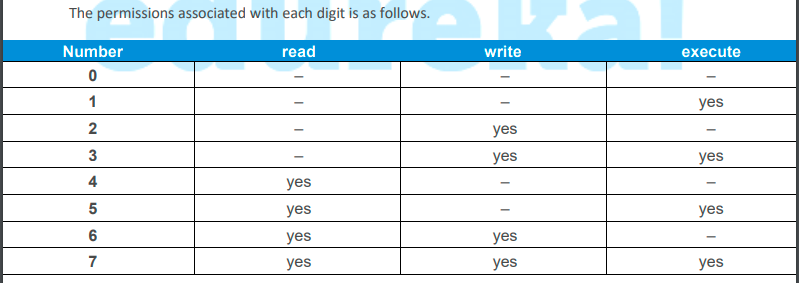 The permissions associated with each digit is as follows.
edureka!
Number read write execute
0 – – –
1 – – yes
2 – yes –
3 – yes yes
4 yes – –
5 yes – yes
6 yes yes –
7 yes yes yes